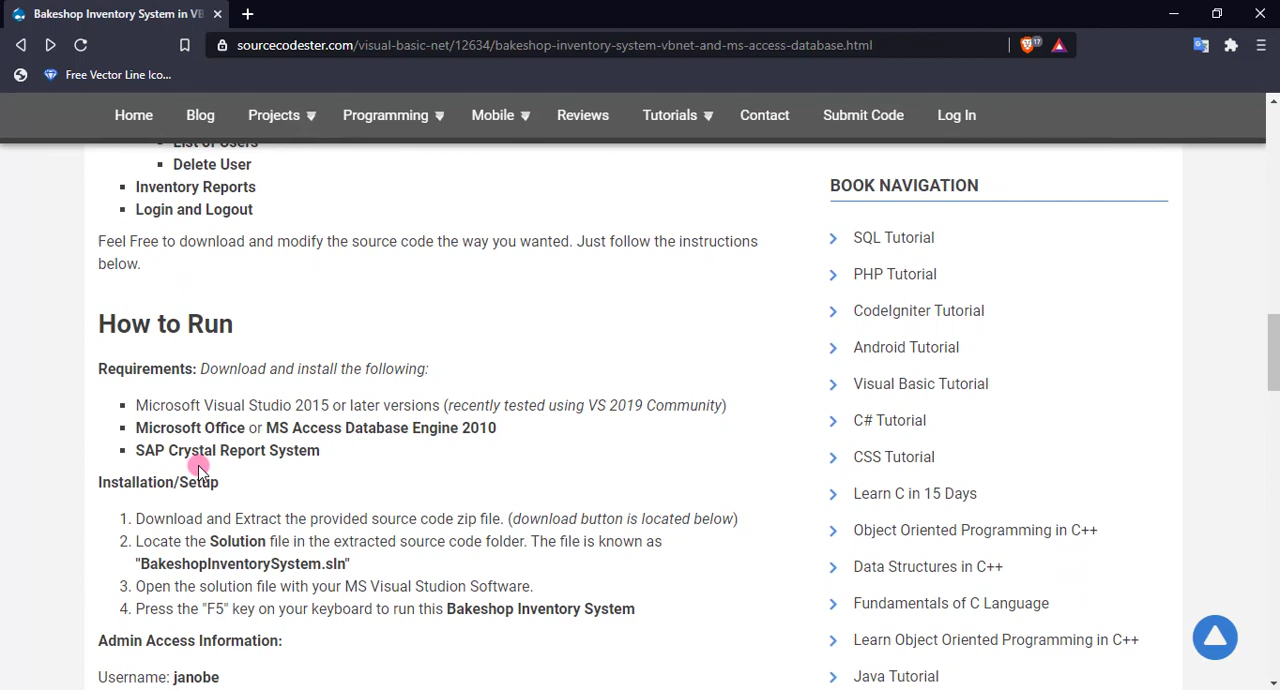 Bakeshop Inventory System in VB
sourcecodester.com/visual-basic-net/12634/bakeshop-inventory-system-vbnet-and-ms-access-database.html
17
Free Vector Line Ico...
Home Blog Projects Programming Mobile Reviews Tutorials Contact Submit Code Log In
List of Users
Delete User
Inventory Reports
Login and Logout
Feel Free to download and modify the source code the way you wanted. Just follow the instructions
below.
How to Run
Requirements: Download and install the following:
Microsoft Visual Studio 2015 or later versions (recently tested using VS 2019 Community)
Microsoft Office or MS Access Database Engine 2010
SAP Crystal Report System
Installation/Setup
1. Download and Extract the provided source code zip file. (download button is located below)
2. Locate the Solution file in the extracted source code folder. The file is known as
"BakeshopInventorySystem.sln"
3. Open the solution file with your MS Visual Studion Software.
4. Press the "F5" key on your keyboard to run this Bakeshop Inventory System
Admin Access Information:
Username: janobe
BOOK NAVIGATION
SQL Tutorial
PHP Tutorial
CodeIgniter Tutorial
Android Tutorial
Visual Basic Tutorial
C# Tutorial
CSS Tutorial
Learn C in 15 Days
Object Oriented Programming in C++
Data Structures in C++
Fundamentals of C Language
Learn Object Oriented Programming in C++
Java Tutorial